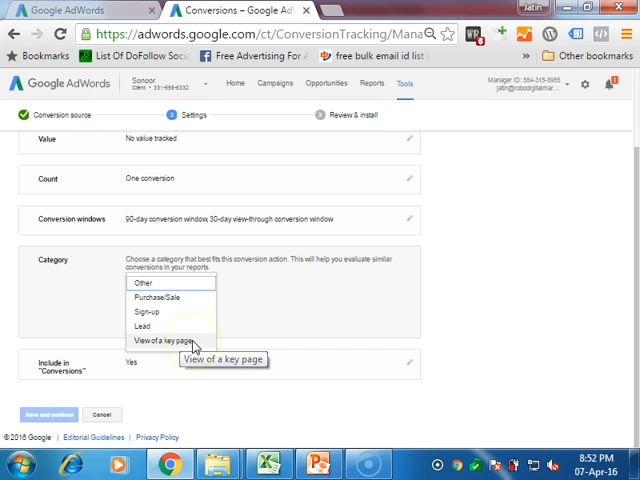 Jatin
Google AdWords
Conversions – Google Ad
https://adwords.google.com/ct/ConversionTracking/Mana
Bookmarks
List Of DoFollow Soci
Free Advertising For
free bulk email id list
Other bookmarks
Google AdWords
Sonoor
Client
Home
Campaigns
Opportunities
Reports
Tools
Conversion source
2 Settings
3 Review & install
Value
No value tracked
Count
One conversion
Conversion windows
90-day conversion window, 30-day view-through conversion window
Category
Choose a category that best fits this conversion action. This will help you evaluate similar
conversions in your reports.
Other
Purchase/Sale
Sign-up
Lead
View of a key page
View of a key page
Include in
"Conversions"
Yes
Save and continue
Cancel
© 2016 Google
Editorial Guidelines
Privacy Policy
8:52 PM
07-Apr-16